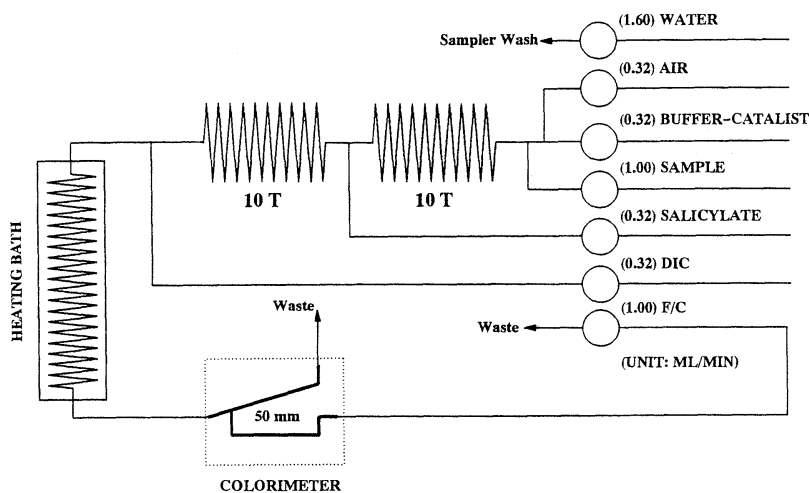 (1.60) WATER
Sampler Wash
(0.32) AIR
(0.32) BUFFER-CATALIST
(1.00) SAMPLE
10 T
10 T
(0.32) SALICYLATE
(0.32) DIC
HEATING BATH
Waste
(1.00) F/C
Waste
(UNIT: ML/MIN)
50 mm
COLORIMETER